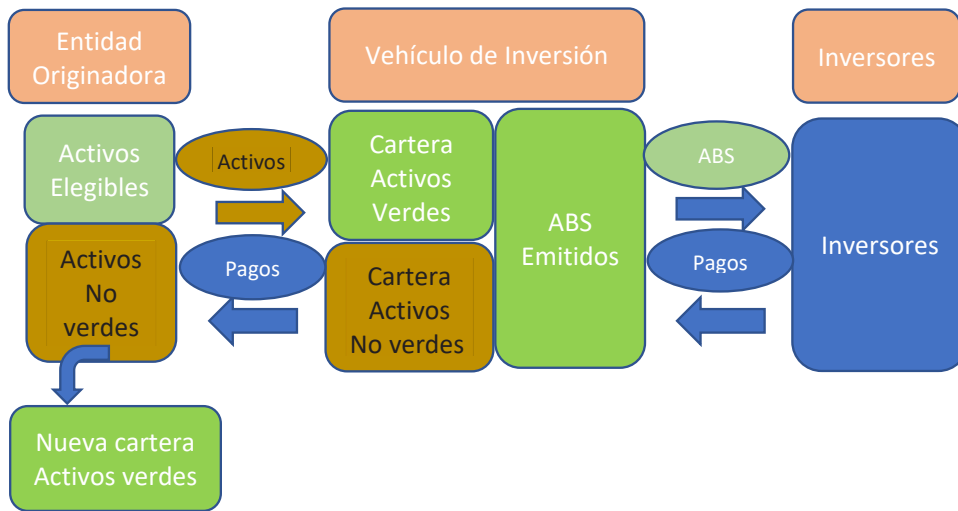 Entidad
Originadora
Vehículo de Inversión
Inversores
Activos
Elegibles
Activos
Cartera
Activos
Verdes
ABS
Emitidos
ABS
Inversores
Activos
No
verdes
Pagos
Cartera
Activos
No verdes
Pagos
Nueva cartera
Activos verdes